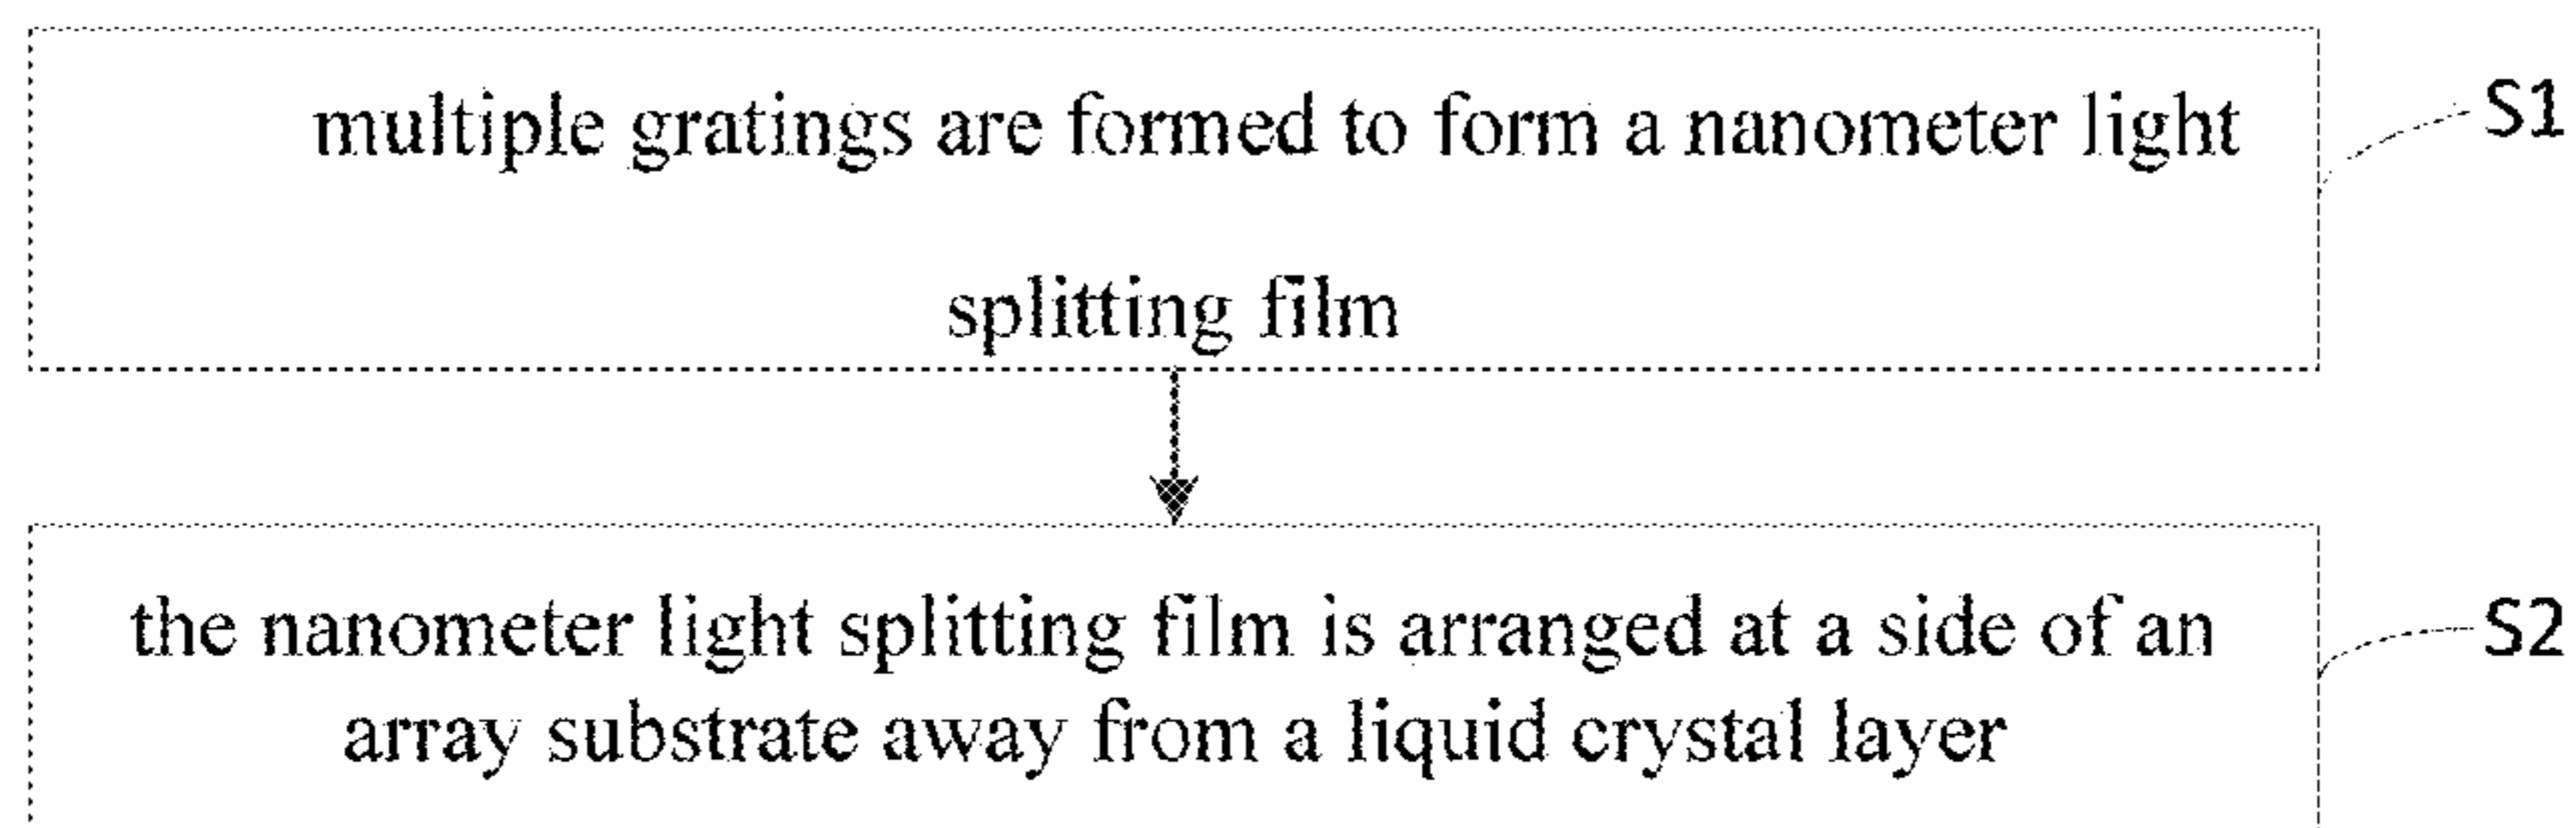 multiple gratings are formed to form a nanometer light
S1
splitting film
the nanometer light splitting film is arranged at a side of an
S2
array substrate away from a liquid crystal layer